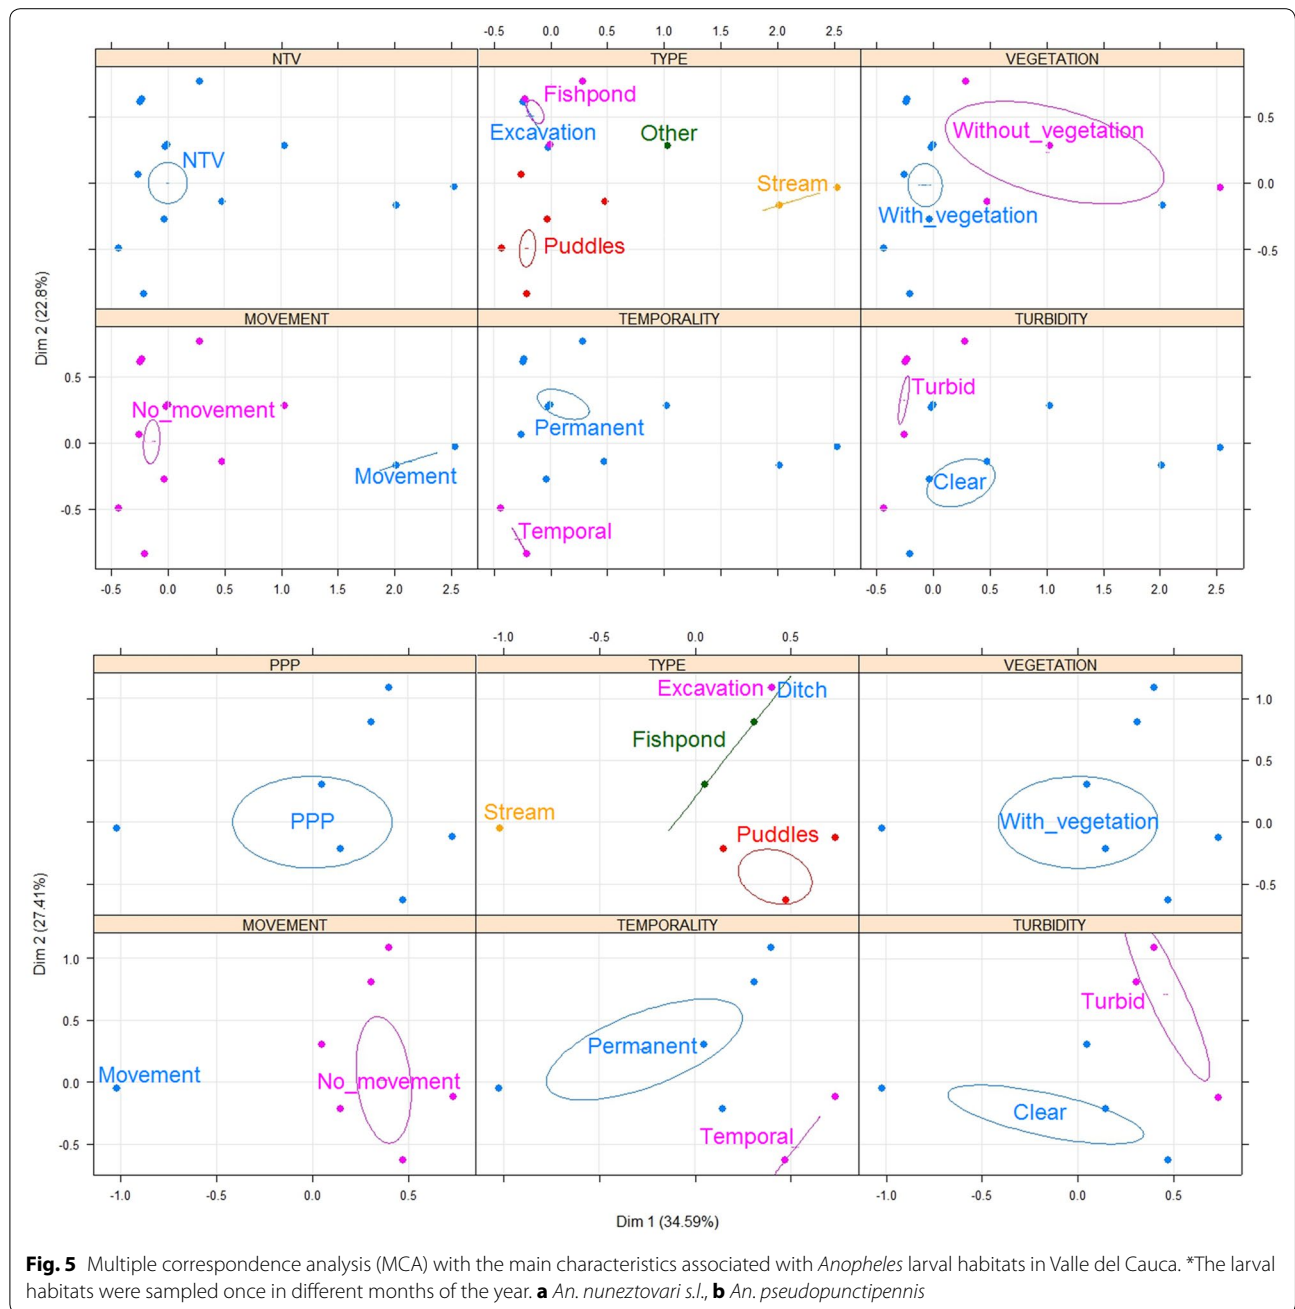 -0.5 0.0 0.5 1.0 1.5 2.0 2.5
NTV TYPE VEGETATION
Fishpond
Excavation Other Without_vegetation
0.5
NTV
Stream
0.0
With_vegetation
Puddles
-0.5
Dim 2 (22.8%)
MOVEMENT TEMPORALITY TURBIDITY
0.5
No_movement Turbid
Permanent
0.0
Movement Clear
-0.5
Temporal
-0.5 0.0 0.5 1.0 1.5 2.0 2.5 -0.5 0.0 0.5 1.0 1.5 2.0 2.5
-1.0 -0.5 0.0 0.5
PPP TYPE VEGETATION
Excavation Ditch
1.0
Fishpond
0.5
Stream
PPP With_vegetation
0.0
Puddles
-0.5
Dim 2 (27.41%)
MOVEMENT TEMPORALITY TURBIDITY
1.0
Turbid
0.5
Permanent
Movement No_movement
0.0
Clear
-0.5
Temporal
-1.0 -0.5 0.0 0.5 -1.0 -0.5 0.0 0.5
Dim 1 (34.59%)
Fig. 5 Multiple correspondence analysis (MCA) with the main characteristics associated with Anopheles larval habitats in Valle del Cauca. *The larval
habitats were sampled once in different months of the year. a An. nuneztovari s.l., b An. pseudopunctipennis